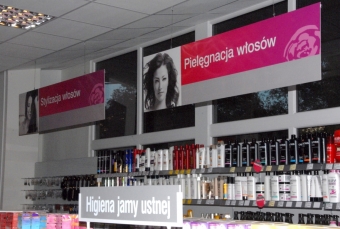 Pielęgnacja włosów
Stylizacja włosów
Higiena jamy ustnej